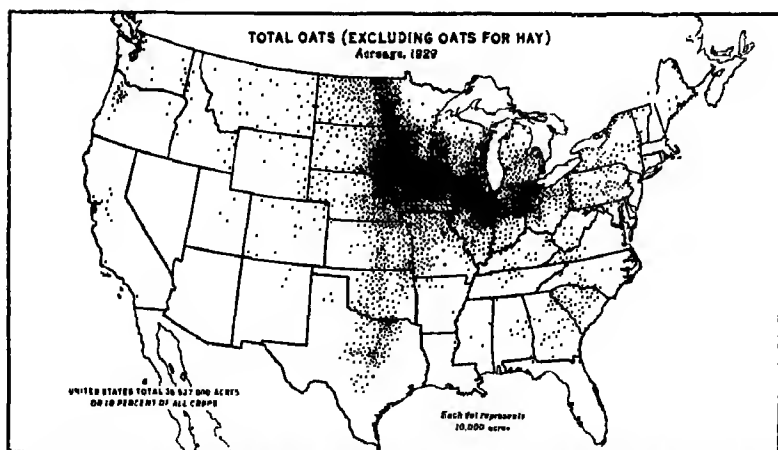 TOTAL OATS (EXCLUDING OATS FOR HAY)
Acreage, 1929
UNITED STATES TOTAL ACRES
OR 10 PERCENT OF ALL CROPS
Each dot represents
10,000 acres